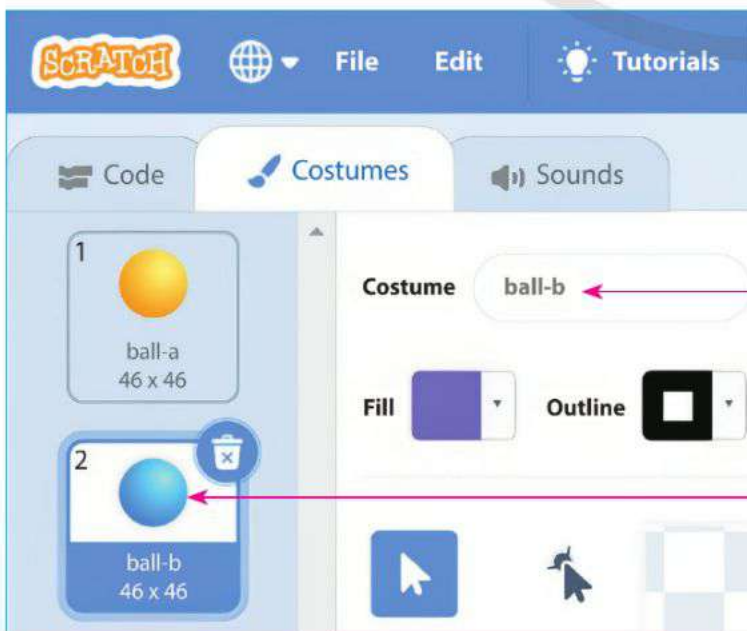 SCRATCH File Edit Tutorials
Code Costumes Sounds
1
ball-a
46 x 46
2
ball-b
46 x 46
Costume ball-b
Fill Outline